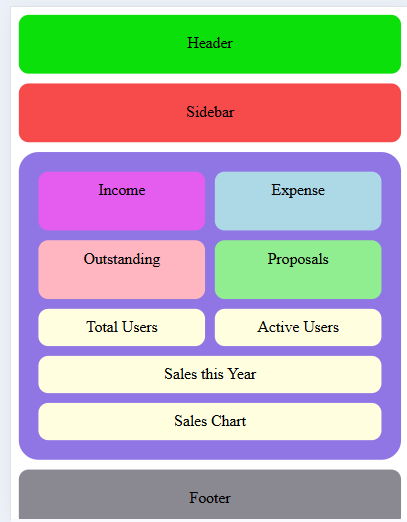 Header
Sidebar
Income
Expense
Outstanding
Proposals
Total Users
Active Users
Sales this Year
Sales Chart
Footer